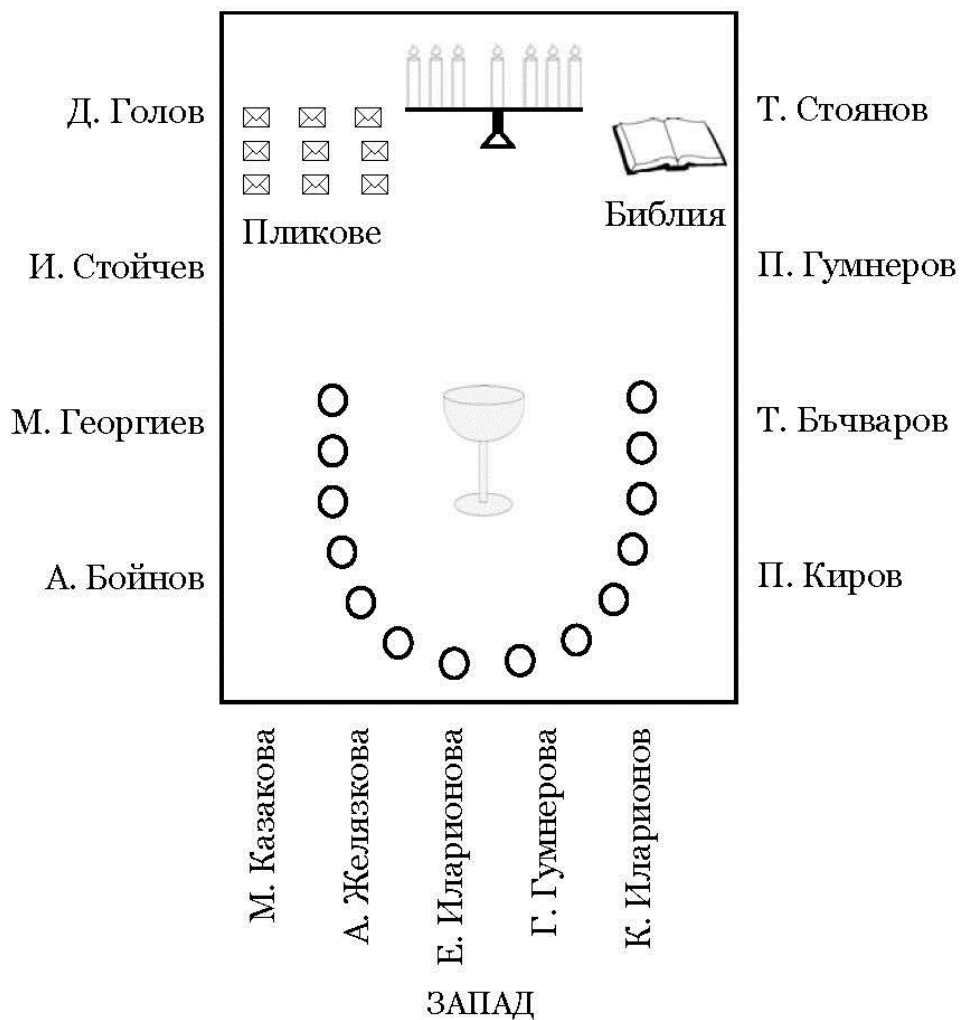 Д. Голов
Т. Стоянов
Пликове
Библия
И. Стойчев
П. Гумнеров
М. Георгиев
Т. Бъчваров
А. Бойнов
П. Киров
М. Казакова
А. Желязкова
Е. Иларионова
Г. Гумнерова
К. Иларионов
ЗАПАД